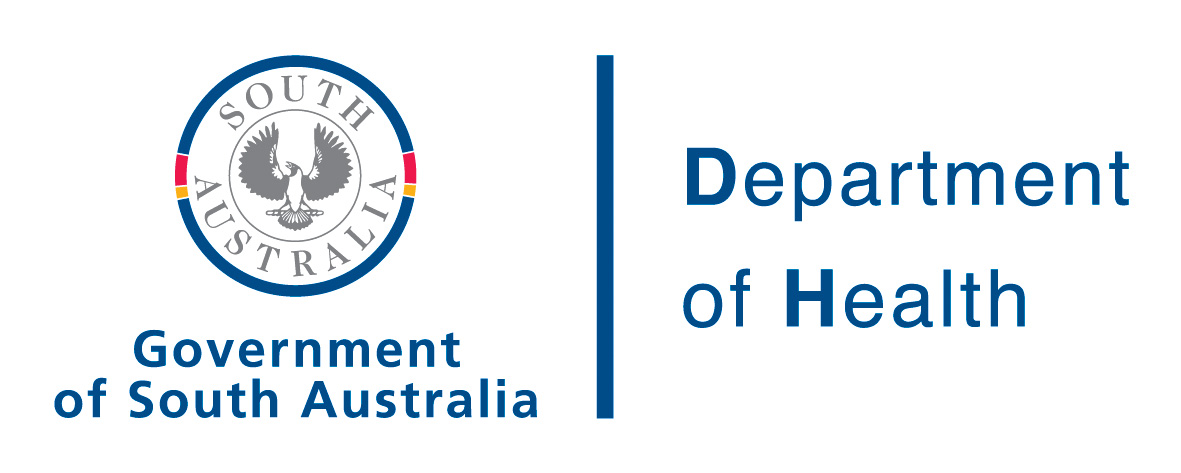 SOUTH
AUSTRALIA
Government
of South Australia
Department
of Health